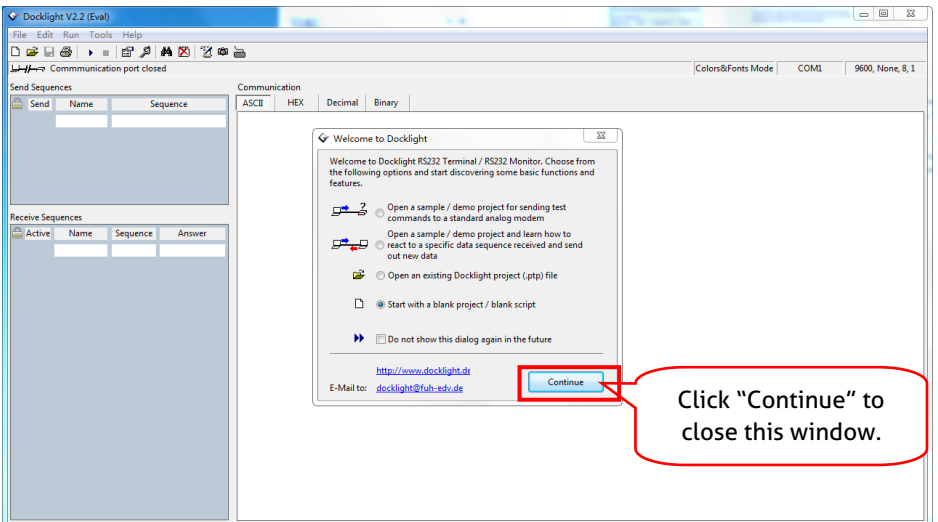 Docklight V2.2 (Eval)
File Edit Run Tools Help
Commmunication port closed
Colors&Fonts Mode COM1 9600, None, 8, 1
Send Sequences
Send Name Sequence
Communication
ASCII HEX Decimal Binary
Welcome to Docklight
Welcome to Docklight RS232 Terminal / RS232 Monitor. Choose from
the following options and start discovering some basic functions and
features.
Open a sample / demo project for sending test
commands to a standard analog modem
Open a sample / demo project and learn how to
react to a specific data sequence received and send
out new data
Open an existing Docklight project (.ptp) file
Start with a blank project / blank script
Do not show this dialog again in the future
http://www.docklight.de
E-Mail to: docklight@fuh-edv.de
Continue
Receive Sequences
Active Name Sequence Answer
Click “Continue” to
close this window.